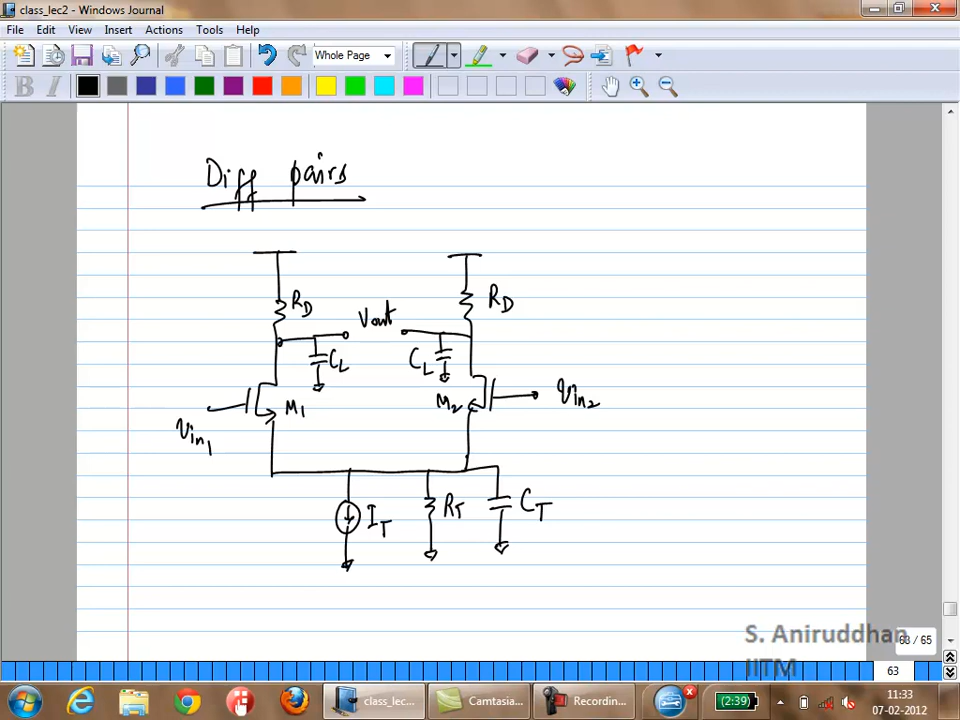 class_lec2 - Windows Journal
File Edit View Insert Actions Tools Help
Whole Page
B I
Diff pairs
RD RD
Vout
CL CL
M1 M2
Vin1 Vin2
IT RT CT
S. Aniruddhan
IITM
63 / 65
63
class_lec... Camtasia... Recordin... (2:39) 11:33
07-02-2012